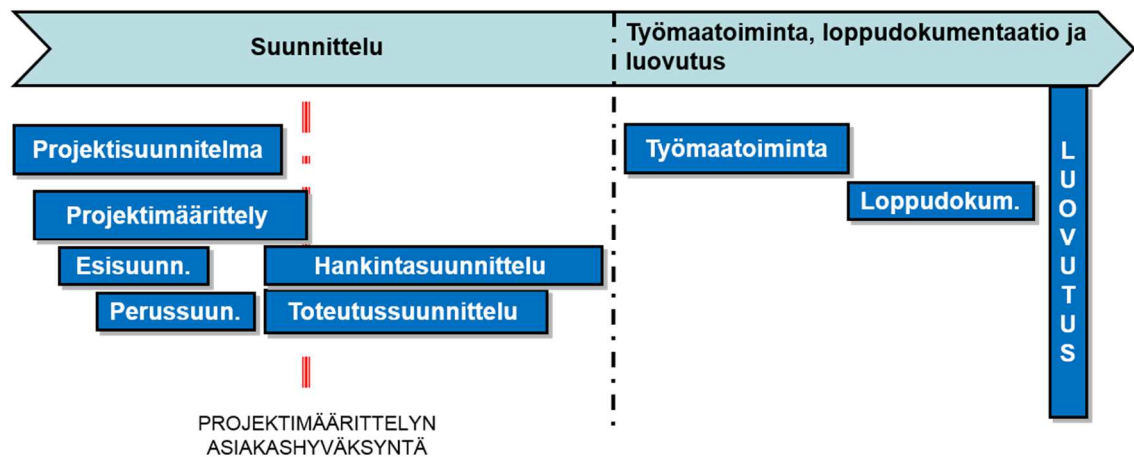 Suunnittelu
Työmaatoiminta, loppudokumentaatio ja
luovutus
Projektisuunnitelma
Projektimäärittely
Esisuunn.
Perussuun.
Hankintasuunnittelu
Toteutussuunnittelu
Työmaatoiminta
Loppudokum.
LUOVUTUS
PROJEKTIMÄÄRITTELYN
ASIAKASHYVÄKSYNTÄ